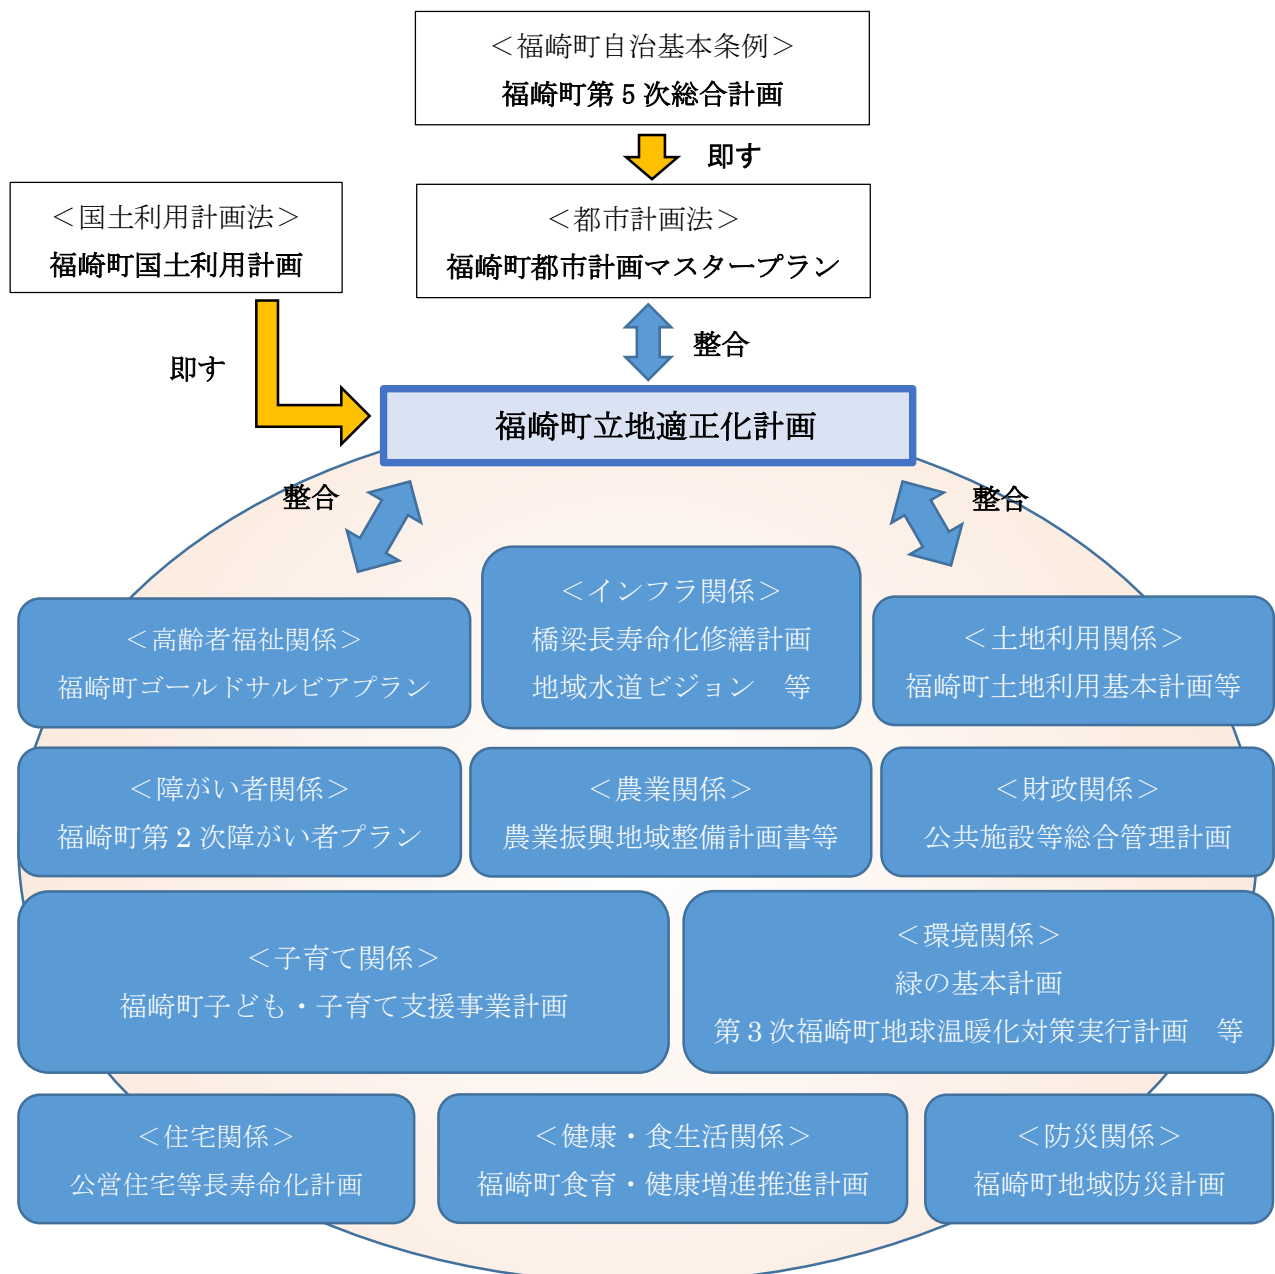 ＜福崎町自治基本条例＞
福崎町第5次総合計画
即す
＜国土利用計画法＞
福崎町国土利用計画
＜都市計画法＞
福崎町都市計画マスタープラン
整合
即す
福崎町立地適正化計画
整合
整合
＜高齢者福祉関係＞
福崎町ゴールドサルビアプラン
＜インフラ関係＞
橋梁長寿命化修繕計画
地域水道ビジョン　等
＜土地利用関係＞
福崎町土地利用基本計画等
＜障がい者関係＞
福崎町第2次障がい者プラン
＜農業関係＞
農業振興地域整備計画書等
＜財政関係＞
公共施設等総合管理計画
＜子育て関係＞
福崎町子ども・子育て支援事業計画
＜環境関係＞
緑の基本計画
第3次福崎町地球温暖化対策実行計画　等
＜住宅関係＞
公営住宅等長寿命化計画
＜健康・食生活関係＞
福崎町食育・健康増進推進計画
＜防災関係＞
福崎町地域防災計画